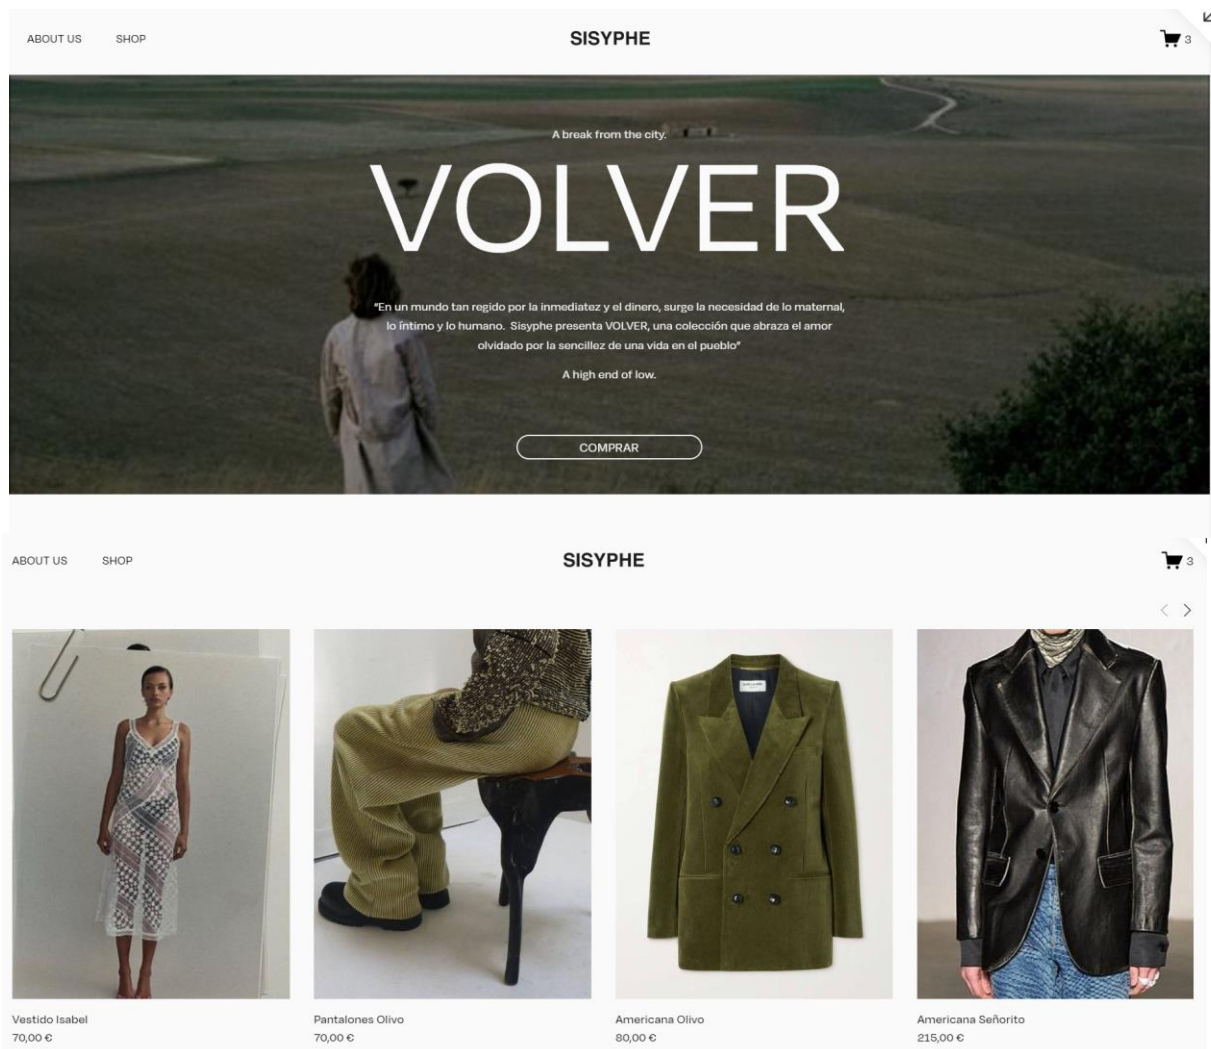 ABOUT US SHOP SISYPHE 3
A break from the city.
VOLVER
"En un mundo tan regido por la inmediatez y el dinero, surge la necesidad de lo maternal,
lo íntimo y lo humano. Sisyphe presenta VOLVER, una colección que abraza el amor
olvidado por la sencillez de una vida en el pueblo"
A high end of low.
COMPRAR
ABOUT US SHOP SISYPHE 3
Vestido Isabel
70,00 €
Pantalones Olivo
70,00 €
Americana Olivo
80,00 €
Americana Señorito
215,00 €